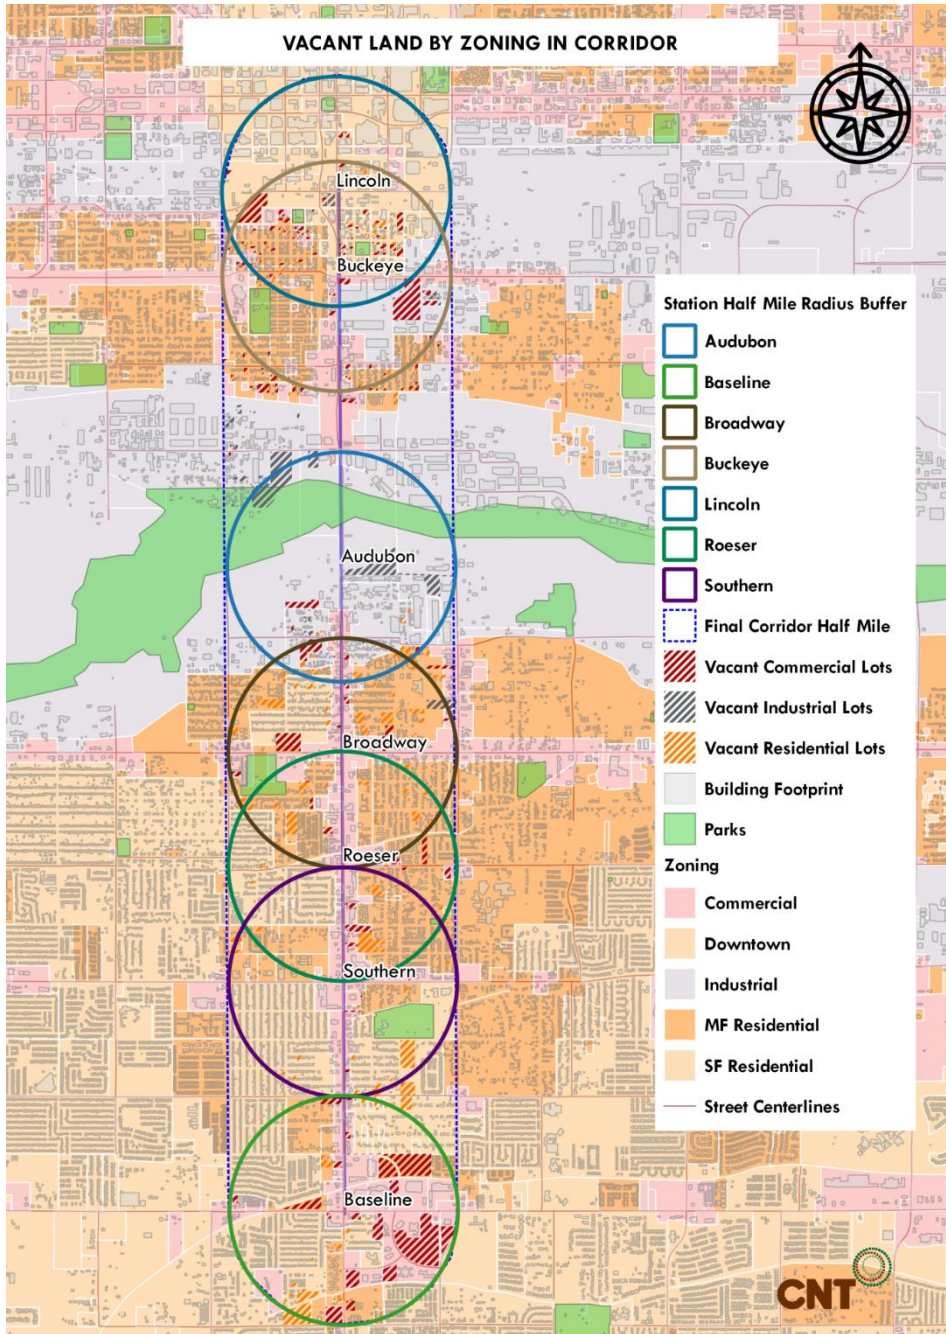 VACANT LAND BY ZONING IN CORRIDOR
Lincoln
Buckeye
Audubon
Broadway
Roeser
Southern
Baseline
Station Half Mile Radius Buffer
Audubon
Baseline
Broadway
Buckeye
Lincoln
Roeser
Southern
Final Corridor Half Mile
Vacant Commercial Lots
Vacant Industrial Lots
Vacant Residential Lots
Building Footprint
Parks
Zoning
Commercial
Downtown
Industrial
MF Residential
SF Residential
Street Centerlines
CNT